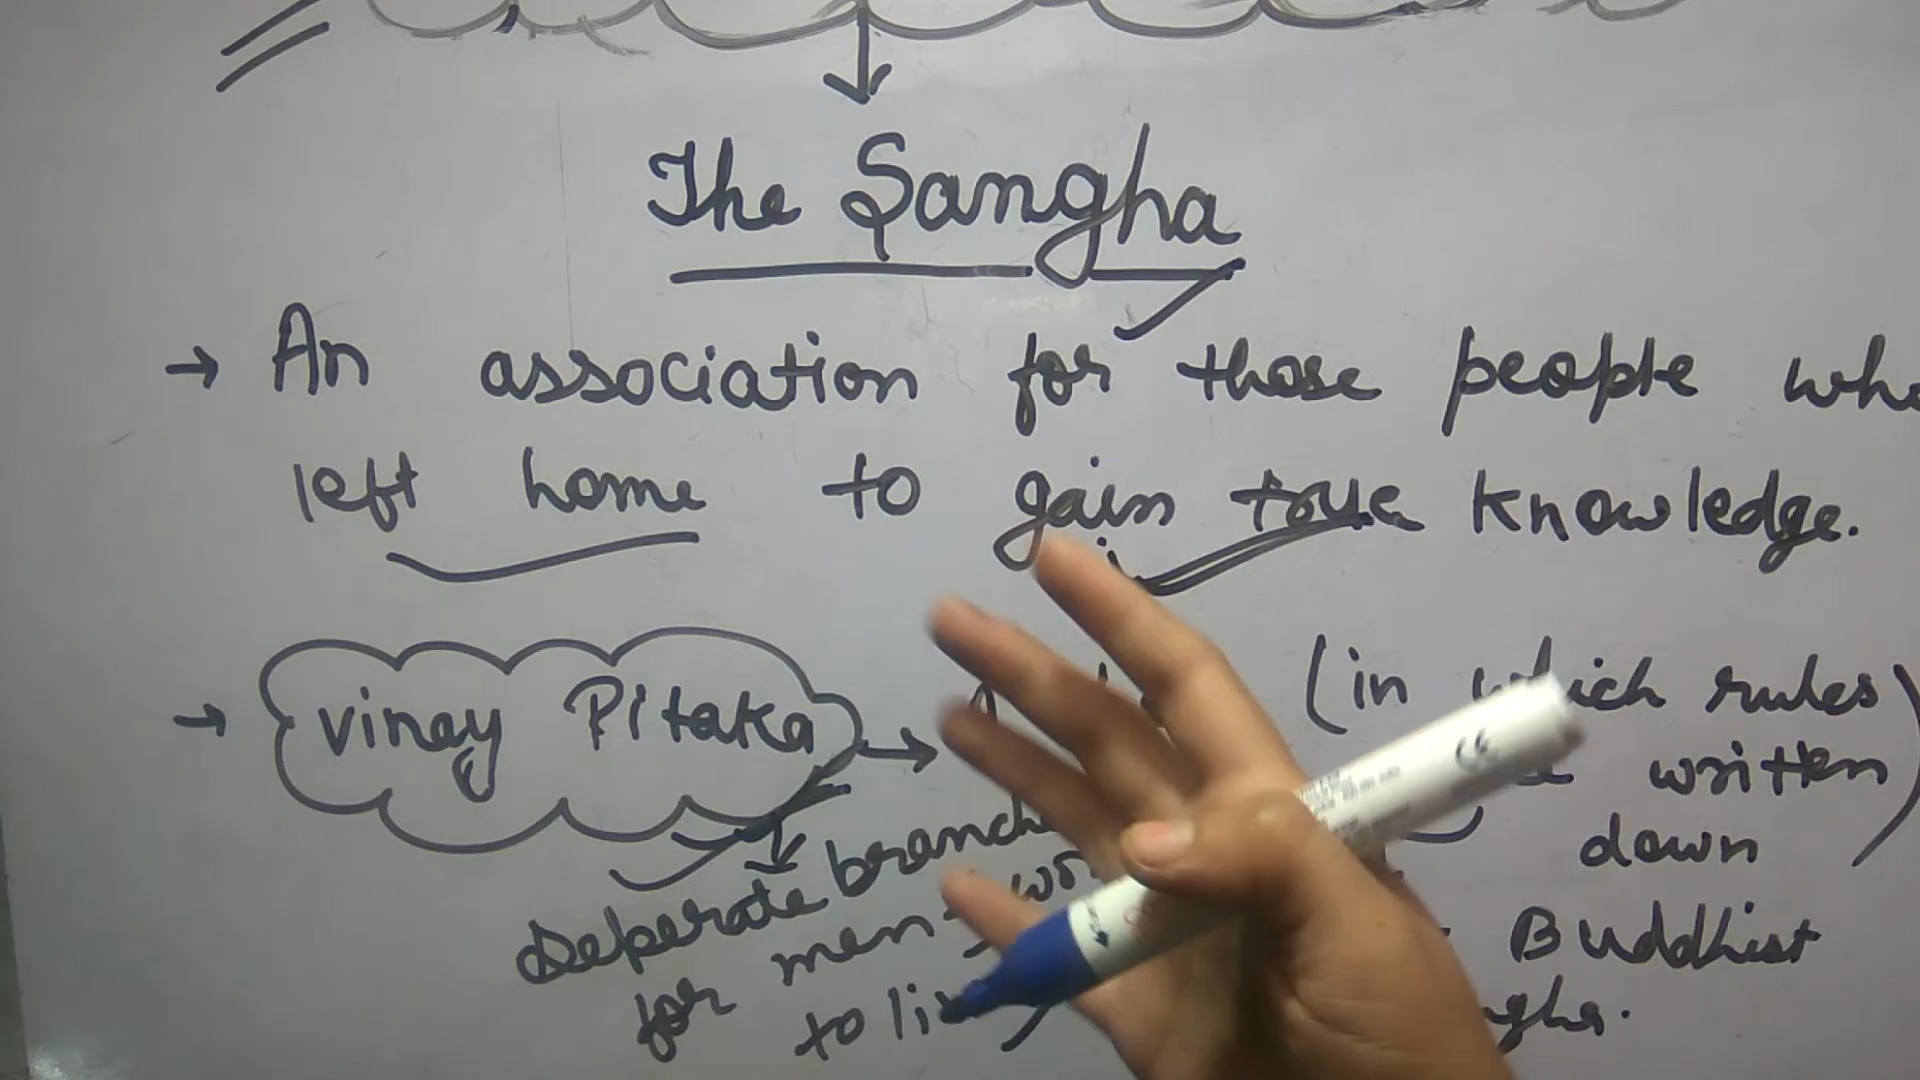 The Sangha
→ An association for those people who
left home to gain true knowledge.
→ Vinay Pitaka → (in which rules
written
down
Seperate branch
for men
to li
Buddhist
CE